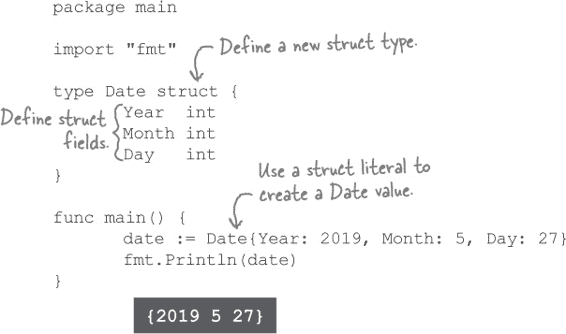 package main
import "fmt"
Define a new struct type.
type Date struct {
Define struct
fields.
Year int
Month int
Day int
}
Use a struct literal to
create a Date value.
func main() {
date := Date{Year: 2019, Month: 5, Day: 27}
fmt.Println(date)
}
{2019 5 27}